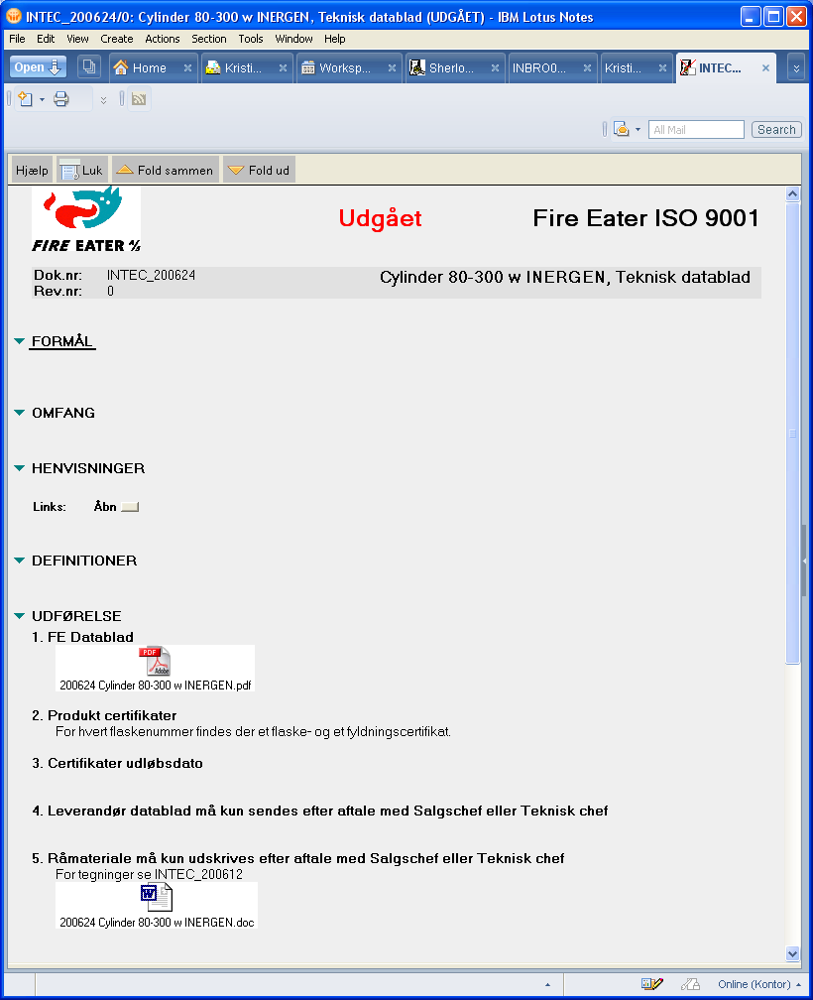 INTEC_200624/0: Cylinder 80-300 w INERGEN, Teknisk datablad (UDGÅET) - IBM Lotus Notes
File Edit View Create Actions Section Tools Window Help
Open Home Kristi... Worksp... Sherlo... INBRO0... Kristi... INTEC...
All Mail Search
Hjælp Luk Fold sammen Fold ud
FIRE EATER A/S
Udgået
Fire Eater ISO 9001
Dok.nr: INTEC_200624 Cylinder 80-300 w INERGEN, Teknisk datablad
Rev.nr: 0
FORMÅL
OMFANG
HENVISNINGER
Links: Åbn
DEFINITIONER
UDFØRELSE
1. FE Datablad
PDF
Adobe
200624 Cylinder 80-300 w INERGEN.pdf
2. Produkt certifikater
For hvert flaskenummer findes der et flaske- og et fyldningscertifikat.
3. Certifikater udløbsdato
4. Leverandør datablad må kun sendes efter aftale med Salgschef eller Teknisk chef
5. Råmateriale må kun udskrives efter aftale med Salgschef eller Teknisk chef
For tegninger se INTEC_200612
W
200624 Cylinder 80-300 w INERGEN.doc
Online (Kontor)